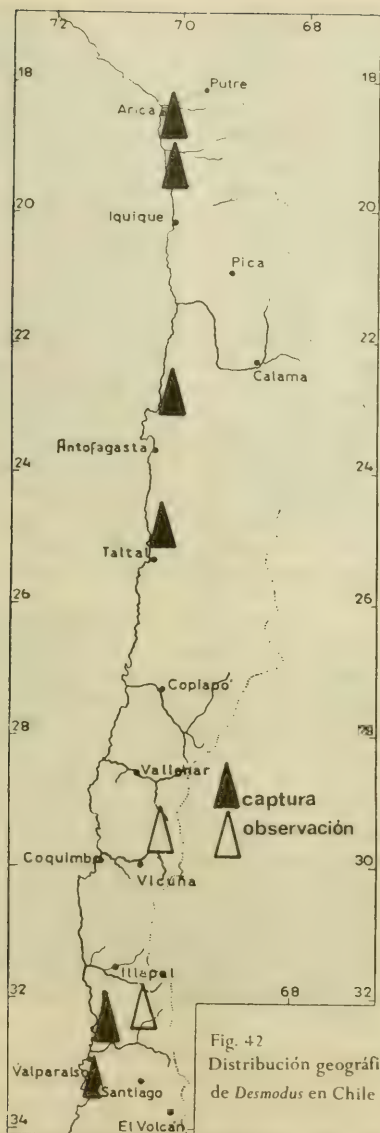 72 70 68
18 Putre 18
Arica
20 Iquique 20
Pica
22 22
Calama
Antofagasta
24 24
Taltal
26 26
Copiapó
28 28
Vallenar
captura
observación
Coquimbo
30
Vicuña
Illapel
32 68 32
Fig. 42
Valparaíso
Distribución geográfi
Santiago
de Desmodus en Chile
El Volcán
34